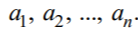 a₁, a₂, ..., aₙ.